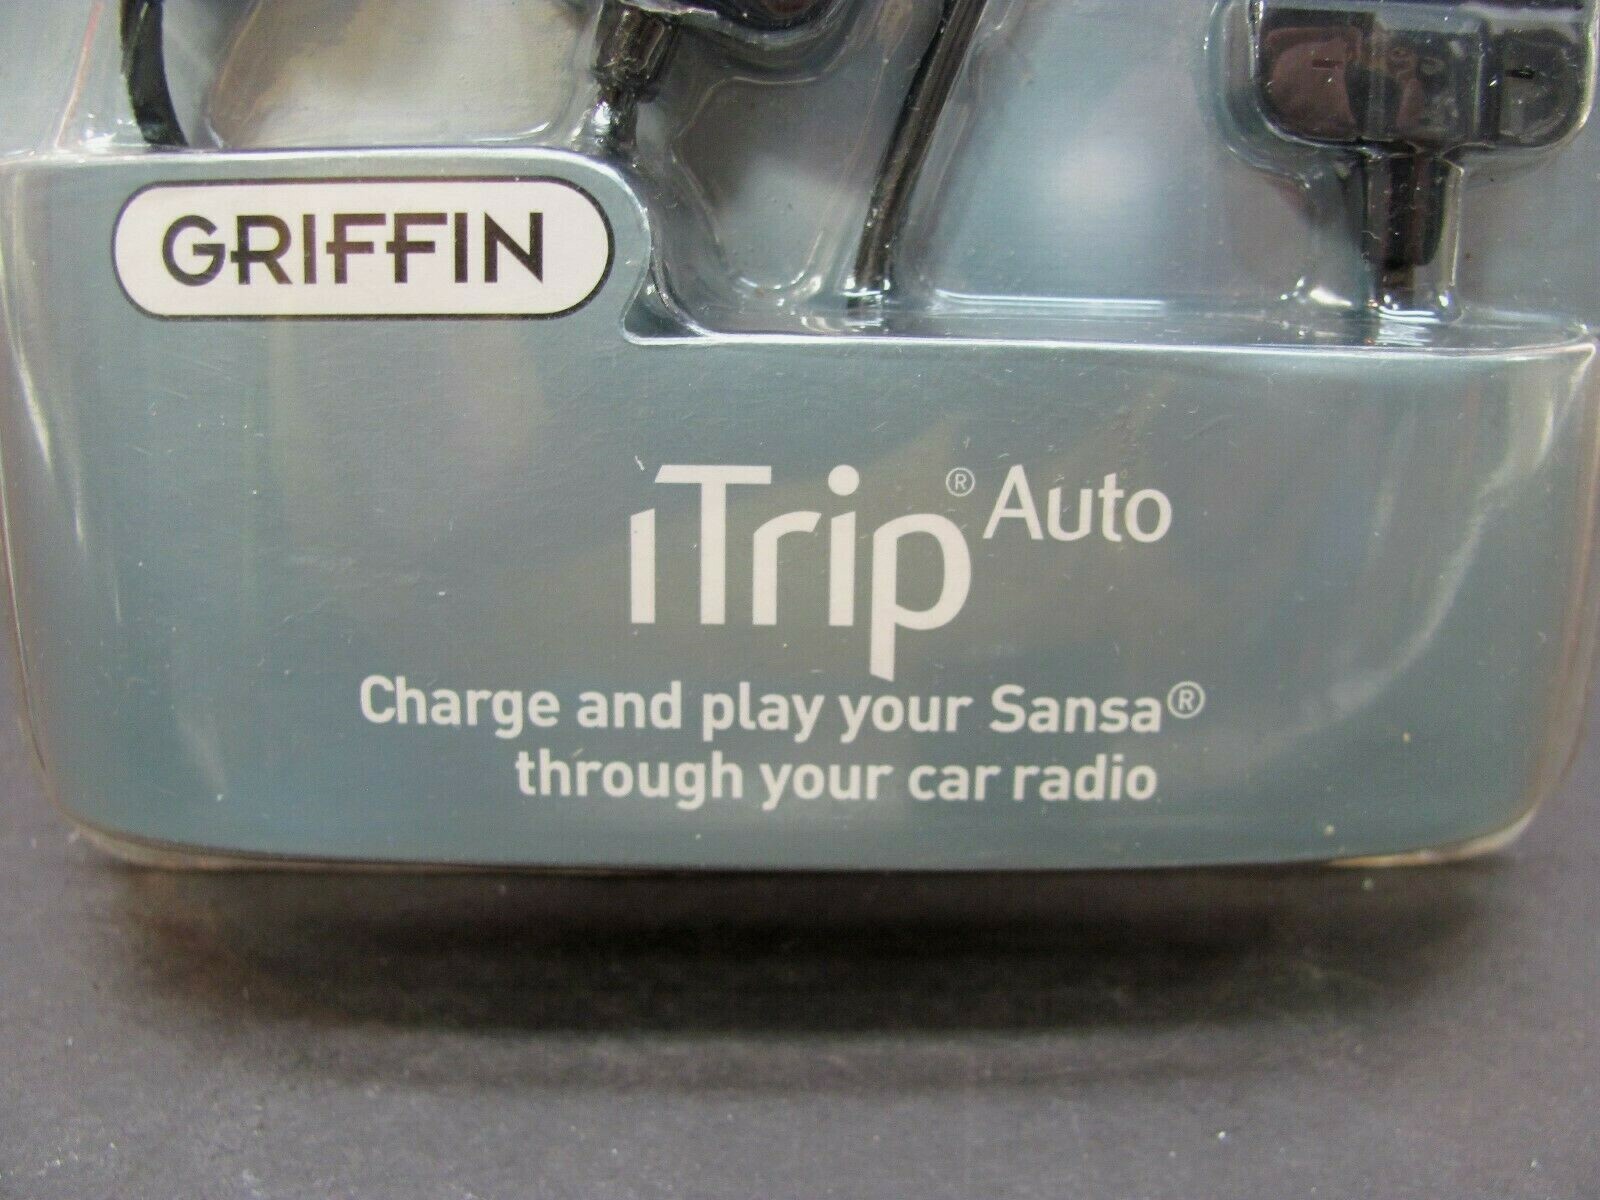 GRIFFIN
iTrip® Auto
Charge and play your Sansa®
through your car radio